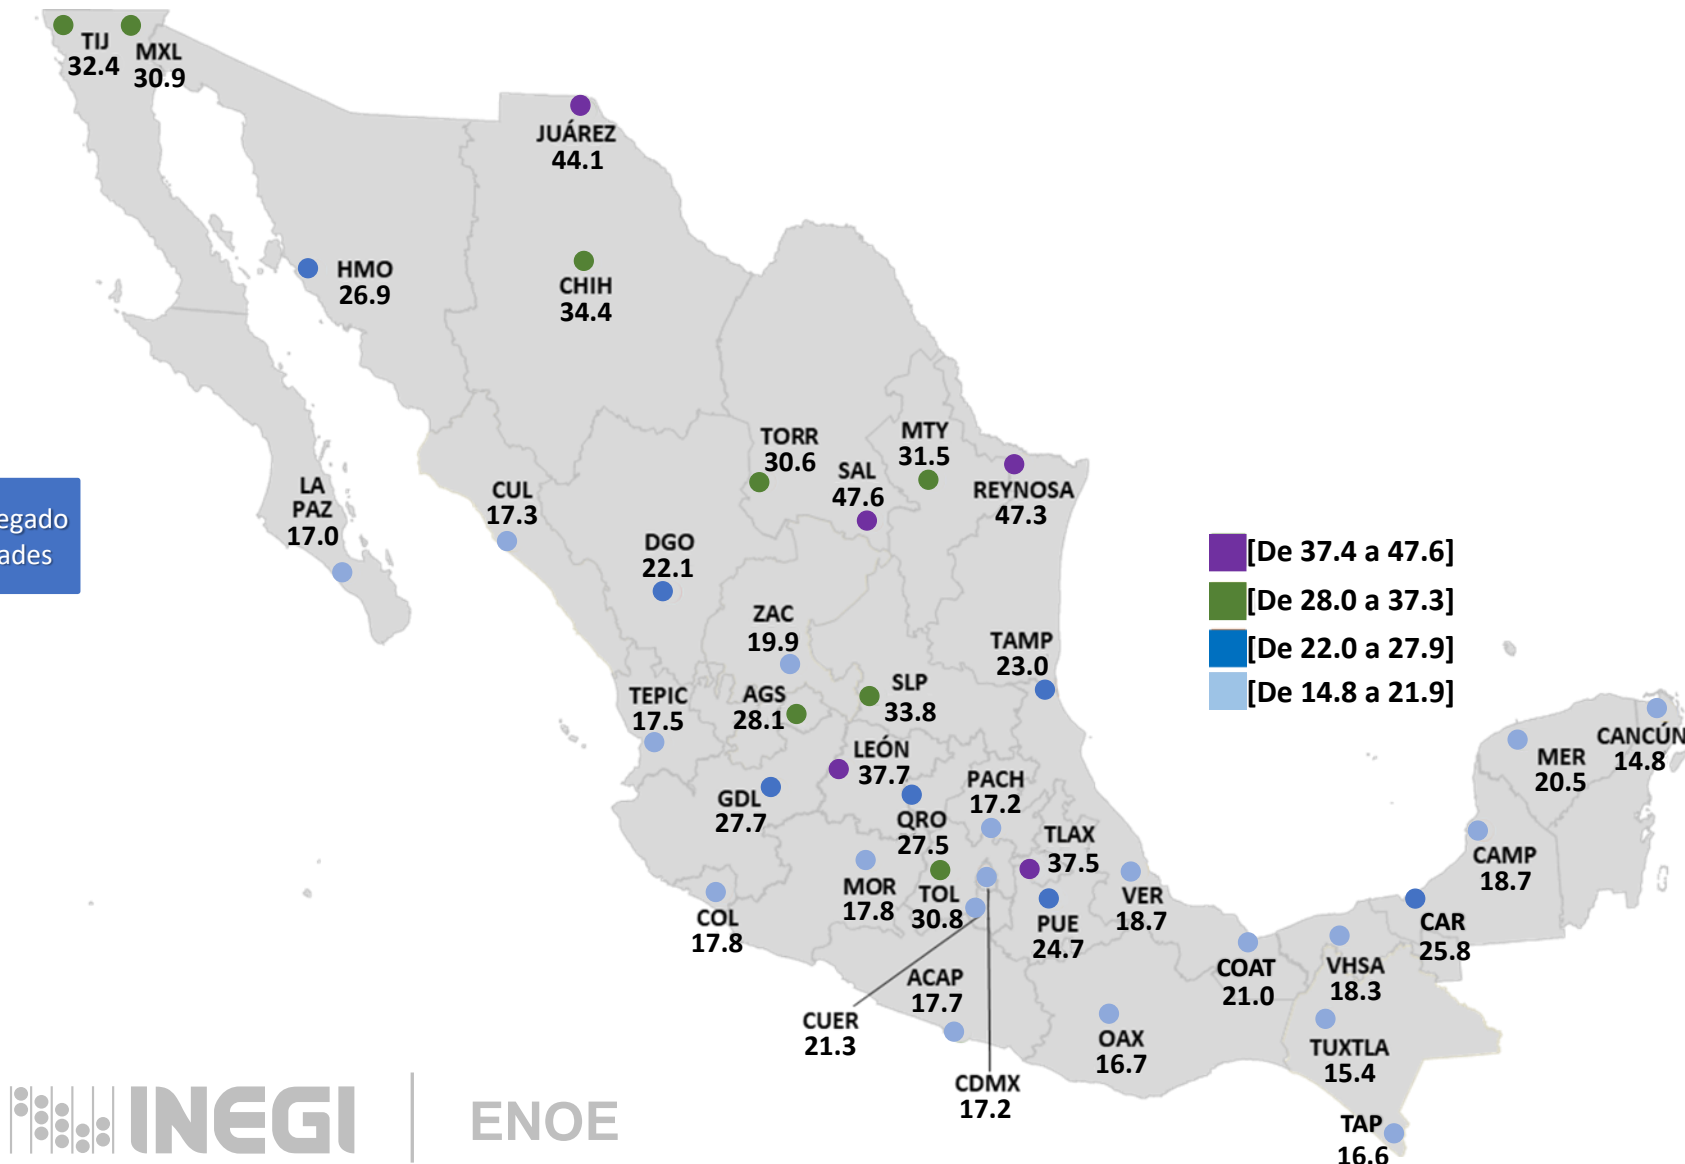 TIJ
32.4
MXL
30.9
JUÁREZ
44.1
HMO
26.9
CHIH
34.4
TORR
30.6
MTY
31.5
SAL
47.6
REYNOSA
47.3
LA
PAZ
17.0
CUL
17.3
egado
ades
DGO
22.1
[De 37.4 a 47.6]
[De 28.0 a 37.3]
[De 22.0 a 27.9]
[De 14.8 a 21.9]
ZAC
19.9
TAMP
23.0
TEPIC
17.5
AGS
28.1
SLP
33.8
LEÓN
37.7
CANCÚN
14.8
MER
20.5
GDL
27.7
PACH
17.2
QRO
27.5
TLAX
37.5
CAMP
18.7
MOR
17.8
TOL
30.8
VER
18.7
COL
17.8
PUE
24.7
CAR
25.8
COAT
21.0
VHSA
18.3
ACAP
17.7
CUER
21.3
OAX
16.7
TUXTLA
15.4
CDMX
17.2
TAP
16.6
INEGI
ENOE